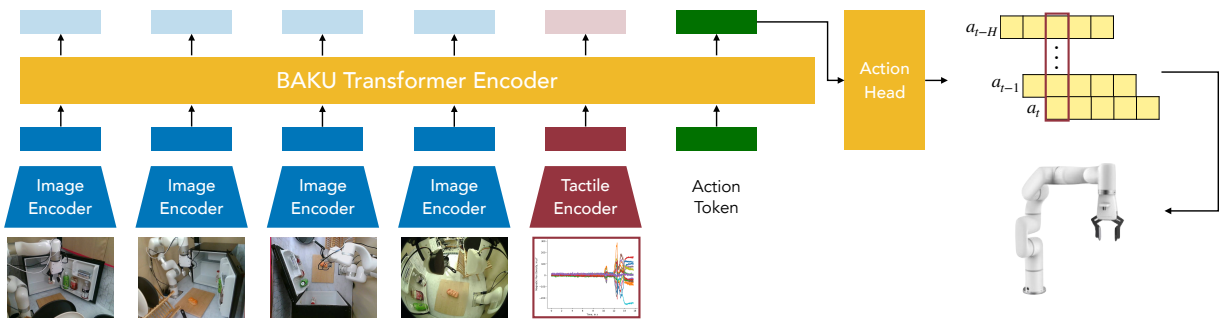 BAKU Transformer Encoder
Action
Head
a_{t-H}
a_{t-1}
a_t
Image
Encoder
Image
Encoder
Image
Encoder
Image
Encoder
Tactile
Encoder
Action
Token